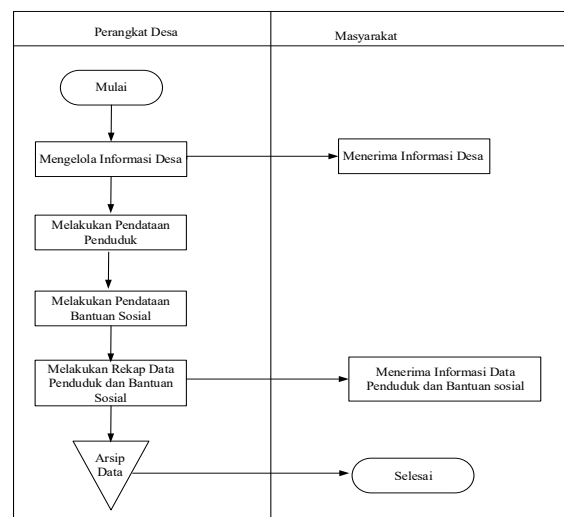 Perangkat Desa
Masyarakat
Mulai
Mengelola Informasi Desa
Menerima Informasi Desa
Melakukan Pendataan
Penduduk
Melakukan Pendataan
Bantuan Sosial
Melakukan Rekap Data
Penduduk dan Bantuan
Sosial
Menerima Informasi Data
Penduduk dan Bantuan sosial
Arsip
Data
Selesai